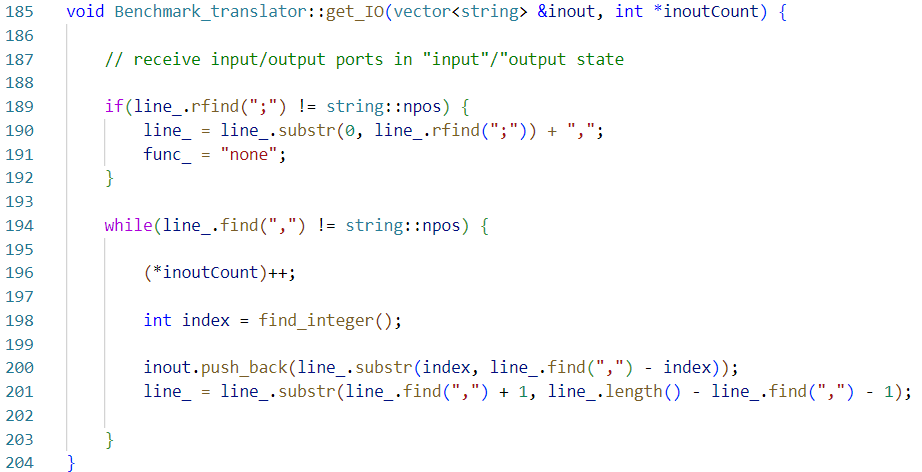 185 void Benchmark_translator::get_IO(vector<string> &inout, int *inoutCount) {
186
187     // receive input/output ports in "input"/"output state
188
189     if(line_.rfind(";") != string::npos) {
190         line_ = line_.substr(0, line_.rfind(";")) + ",";
191         func_ = "none";
192     }
193
194     while(line_.find(",") != string::npos) {
195
196         (*inoutCount)++;
197
198         int index = find_integer();
199
200         inout.push_back(line_.substr(index, line_.find(",") - index));
201         line_ = line_.substr(line_.find(",") + 1, line_.length() - line_.find(",") - 1);
202
203     }
204 }